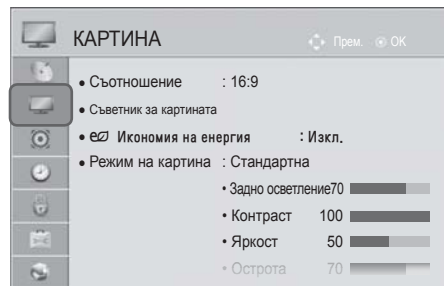 КАРТИНА
Прем. OK
• Съотношение : 16:9
• Съветник за картината
• Икономия на енергия : Изкл.
• Режим на картина : Стандартна
• Задно осветление70
• Контраст 100
• Яркост 50
• Острота 70